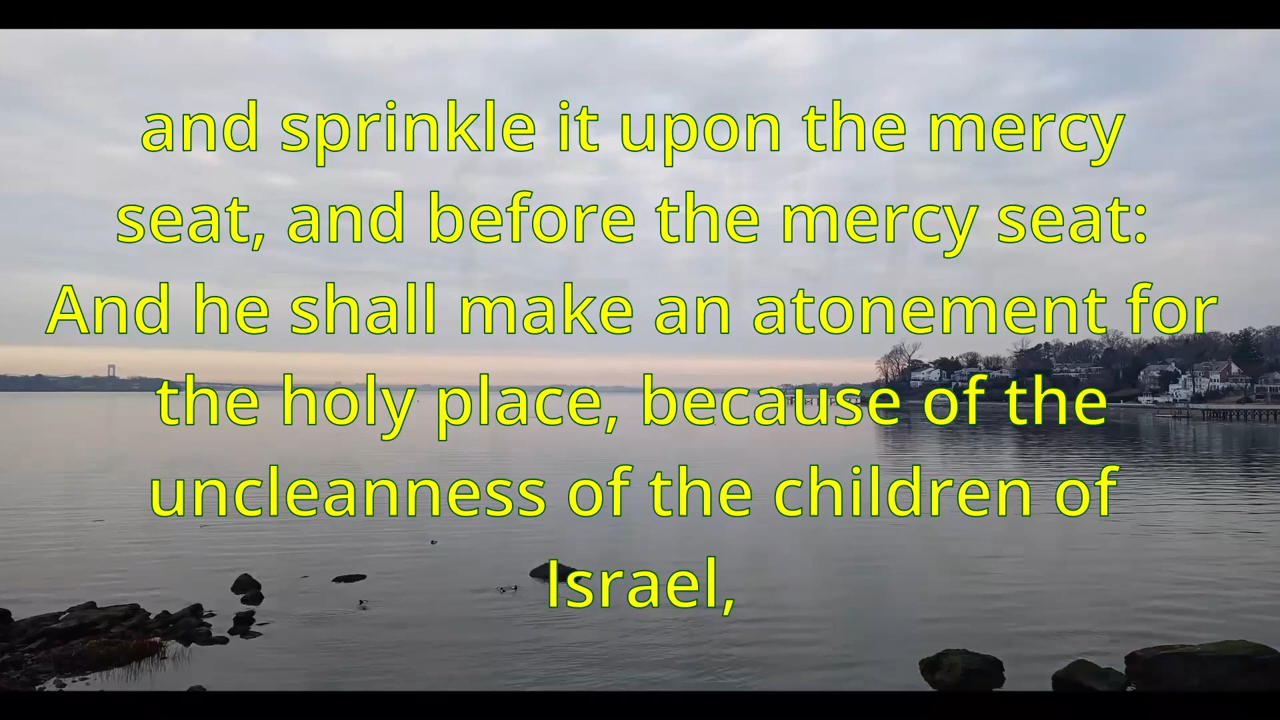 and sprinkle it upon the mercy
seat, and before the mercy seat:
And he shall make an atonement for
the holy place, because of the
uncleanness of the children of
Israel,